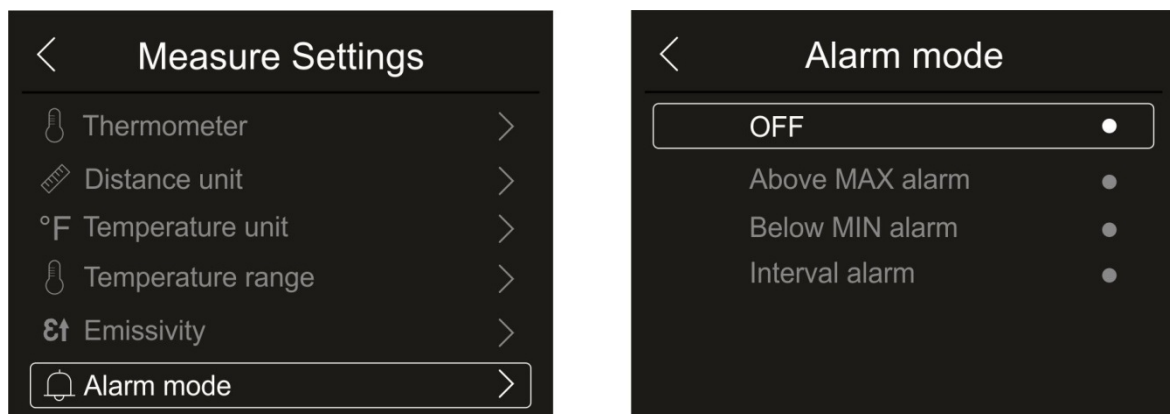 Measure Settings
Thermometer
Distance unit
°F Temperature unit
Temperature range
Ɛ↑ Emissivity
Alarm mode
Alarm mode
OFF
Above MAX alarm
Below MIN alarm
Interval alarm